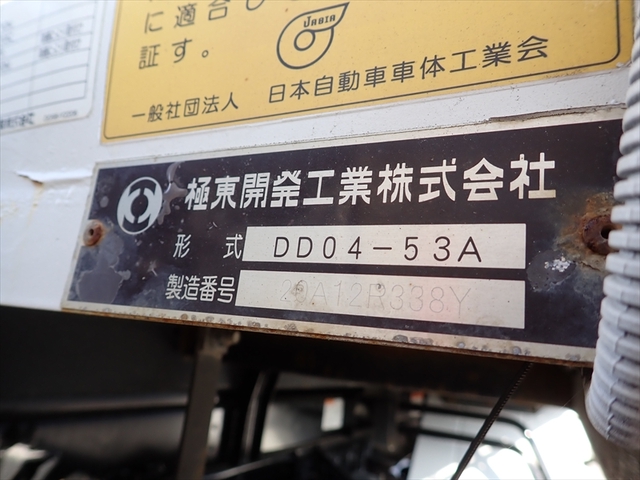 に適合し
証す。
JABIA
一般社団法人 日本自動車車体工業会
極東開発工業株式会社
形式 DD04-53A
製造番号 29A12R338Y